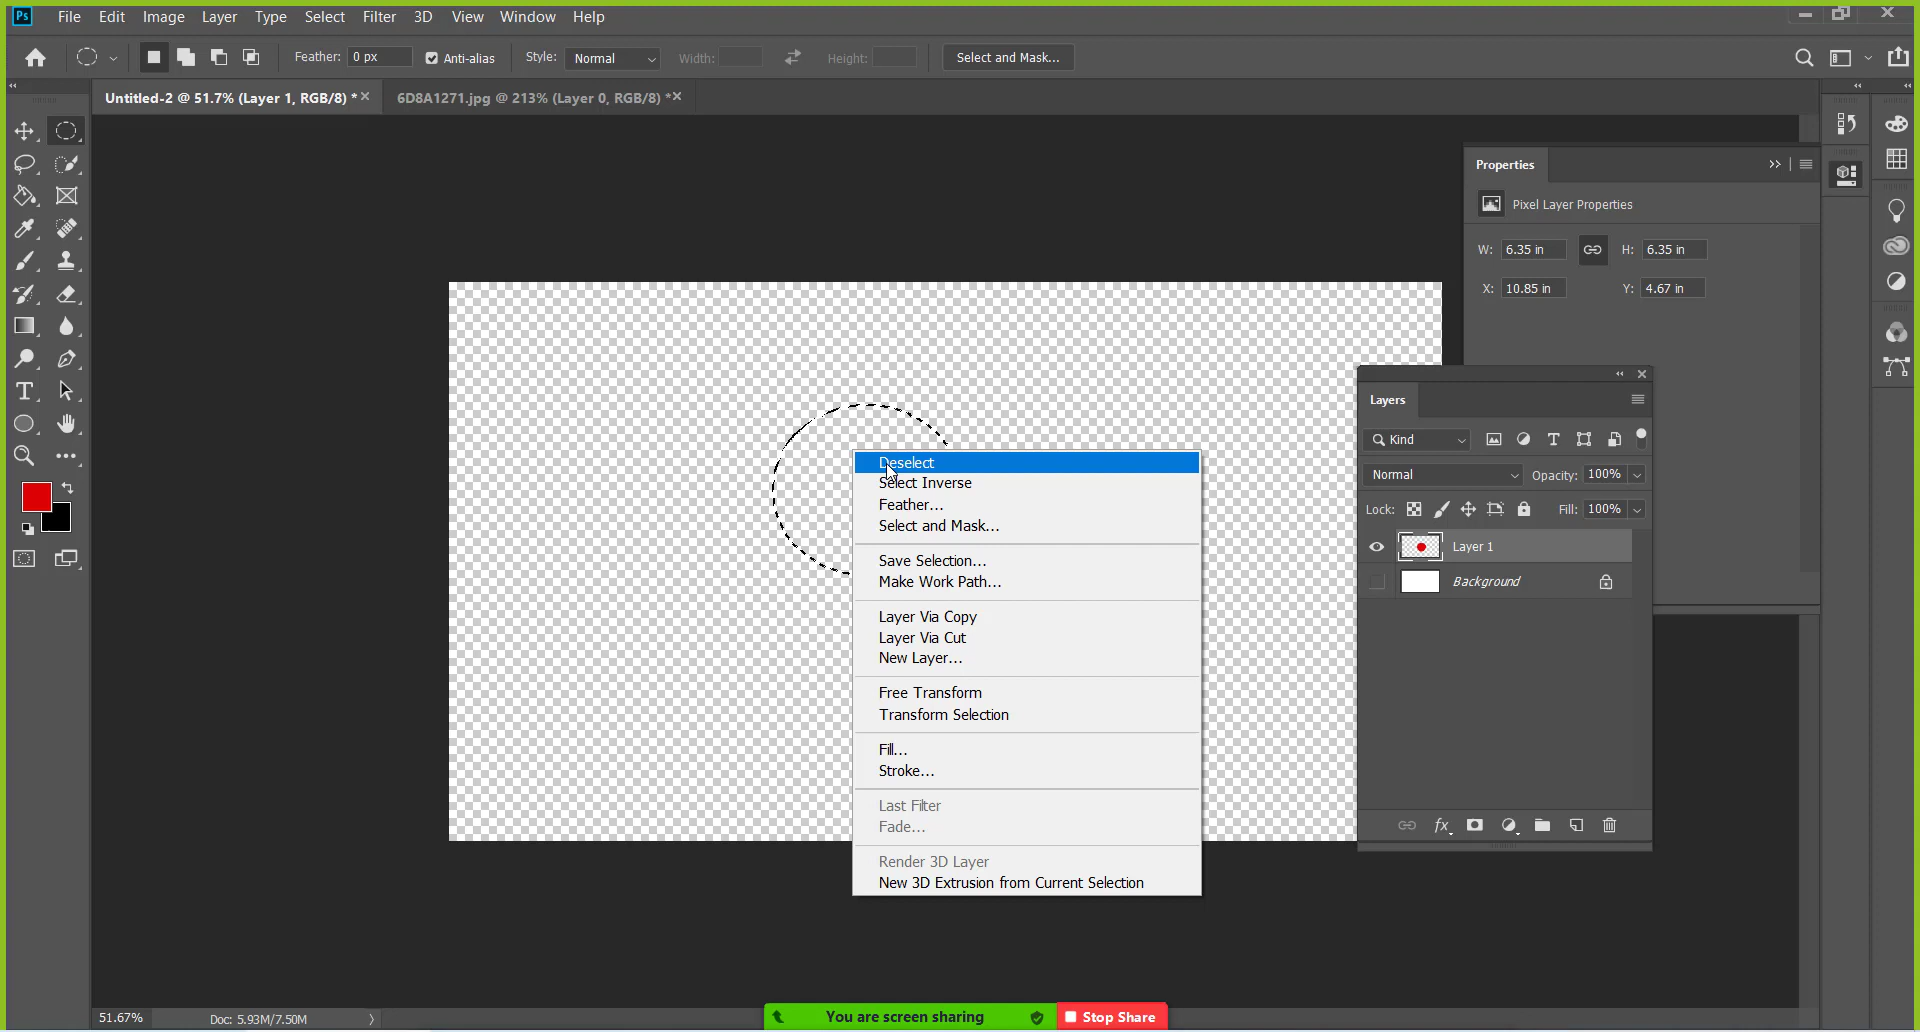 Ps File Edit Image Layer Type Select Filter 3D View Window Help
Feather: 0 px Anti-alias Style: Normal Width: Height: Select and Mask...
Untitled-2 @ 51.7% (Layer 1, RGB/8) * 6D8A1271.jpg @ 213% (Layer 0, RGB/8) *
Properties
Pixel Layer Properties
W: 6.35 in H: 6.35 in
X: 10.85 in Y: 4.67 in
Layers
Kind
Normal Opacity: 100%
Lock: Fill: 100%
Layer 1
Background
Deselect
Select Inverse
Feather...
Select and Mask...
Save Selection...
Make Work Path...
Layer Via Copy
Layer Via Cut
New Layer...
Free Transform
Transform Selection
Fill...
Stroke...
Last Filter
Fade...
Render 3D Layer
New 3D Extrusion from Current Selection
fx
T
51.67% Doc: 5.93M/7.50M
You are screen sharing Stop Share